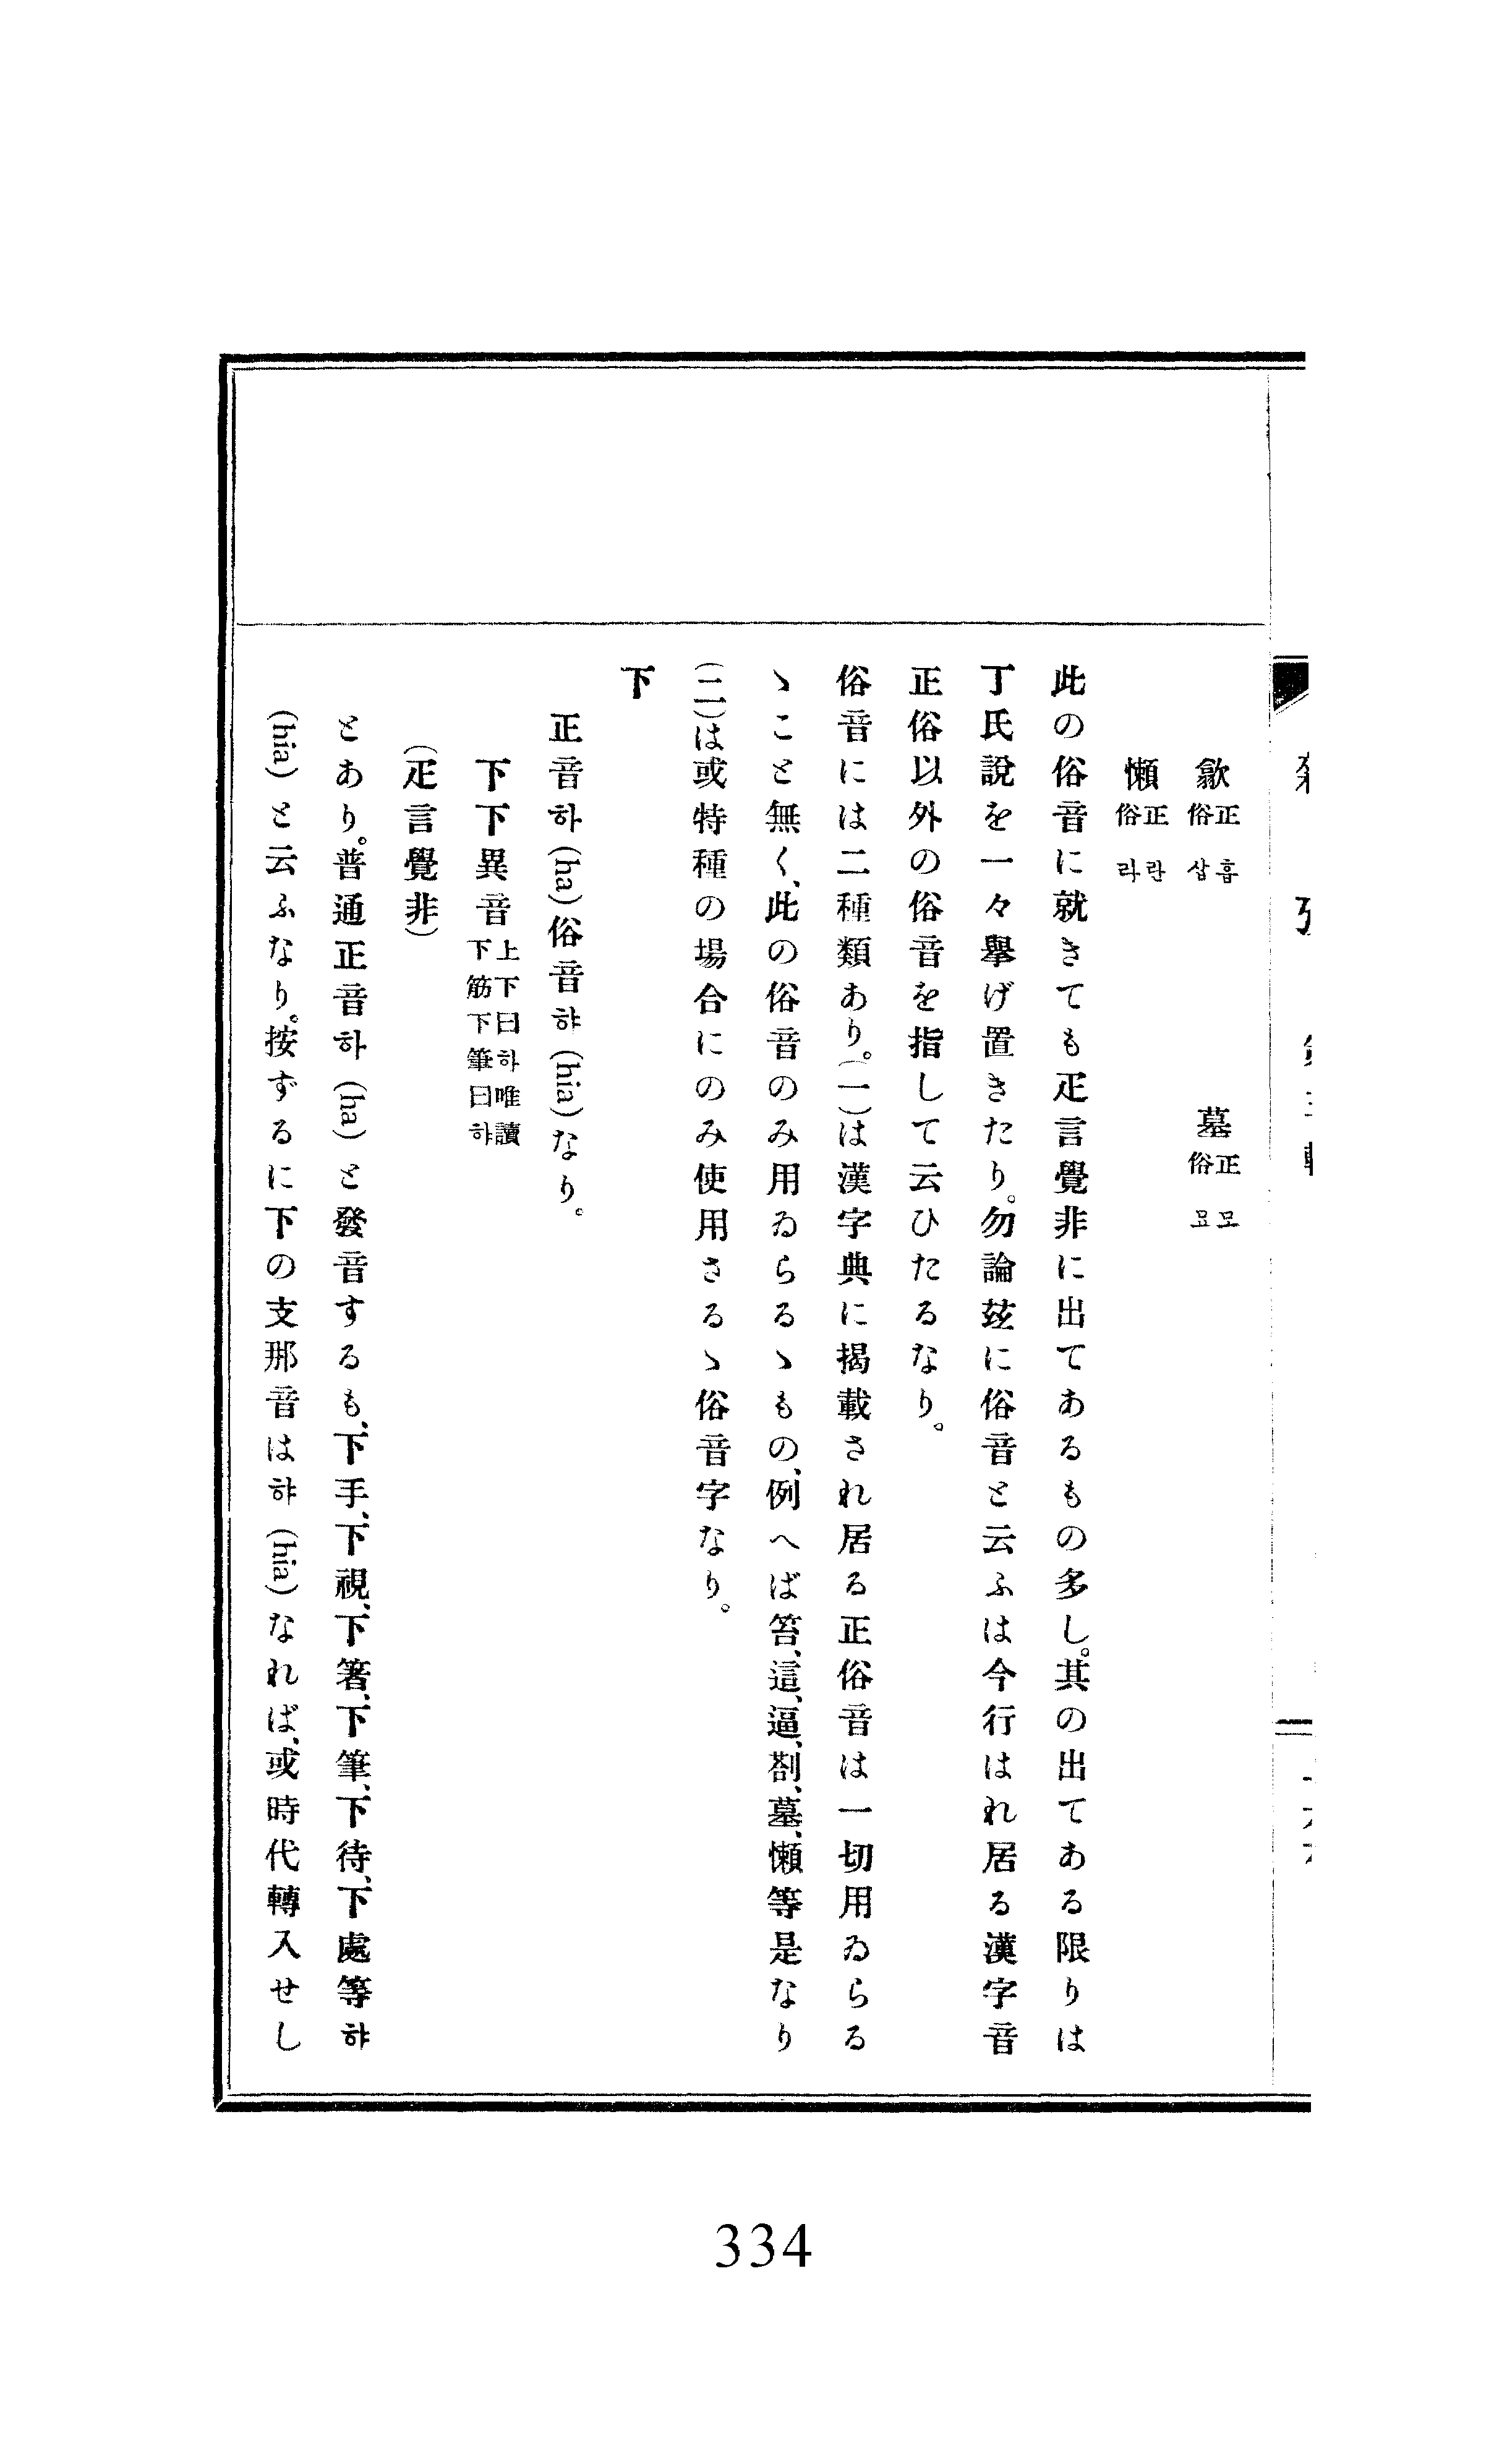 歙 正흡 俗삽
墓 正모 俗묘
懶 正란 俗라
此の俗音に就きても疋言覺非に出てあるもの多し。其の出てある限りは
丁氏說を一々擧げ置きたり。勿論玆に俗音と云ふは今行はれ居る漢字音
正俗以外の俗音を指して云ひたるなり。
俗音には二種類あり。(一)は漢字典に揭載され居る正俗音は一切用ゐらる
ゝこと無く、此の俗音のみ用ゐらるゝもの、例へば笞、這、逼、剳、墓、懶等是なり
(二)は或特種の場合にのみ使用さるゝ俗音字なり。
下
正音하(ha)俗音햐(hia)なり。
下下異音 上下曰하唯讀
下筋下筆曰햐
(疋言覺非)
とあり。普通正音하(ha)と發音するも、下手、下視、下箸、下筆、下待、下處等햐
(hia)と云ふなり。按ずるに下の支那音は햐(hia)なれば、或時代轉入せし
334